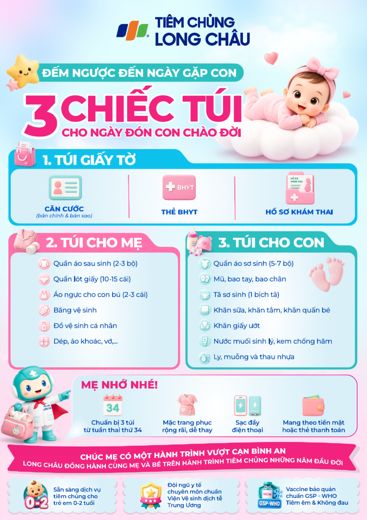 TIÊM CHỦNG
LONG CHÂU
ĐẾM NGƯỢC ĐẾN NGÀY GẶP CON
3 CHIẾC TÚI
CHO NGÀY ĐÓN CON CHÀO ĐỜI
1. TÚI GIẤY TỜ
CĂN CƯỚC
(bản chính & bản sao)
BHYT
THẺ BHYT
HỒ SƠ KHÁM THAI
2. TÚI CHO MẸ
Quần áo sau sinh (2-3 bộ)
Quần lót giấy (10-15 cái)
Áo ngực cho con bú (2-3 cái)
Băng vệ sinh
Đồ vệ sinh cá nhân
Dép, áo khoác, vớ,...
3. TÚI CHO CON
Quần áo sơ sinh (5-7 bộ)
Mũ, bao tay, bao chân
Tã sơ sinh (1 bịch tã)
Khăn sữa, khăn tắm, khăn quấn bé
Khăn giấy ướt
Nước muối sinh lý, kem chống hăm
Ly, muỗng và thau nhựa
MẸ NHỚ NHÉ!
34
Chuẩn bị 3 túi
từ tuần thai thứ 34
Mặc trang phục
rộng rãi, dễ thay
Sạc đầy
điện thoại
Mang theo tiền mặt
hoặc thẻ thanh toán
CHÚC MẸ CÓ MỘT HÀNH TRÌNH VƯỢT CẠN BÌNH AN
LONG CHÂU ĐỒNG HÀNH CÙNG MẸ VÀ BÉ TRÊN HÀNH TRÌNH TIÊM CHỦNG NHỮNG NĂM ĐẦU ĐỜI
0-2
Sẵn sàng dịch vụ
tiêm chủng cho
trẻ em 0-2 tuổi
Đội ngũ y tế
chuyên môn chuẩn
Viện Vệ sinh dịch tễ
Trung Ương
GSP-WHO
Vaccine bảo quản
chuẩn GSP - WHO
Tiêm êm & Không đau